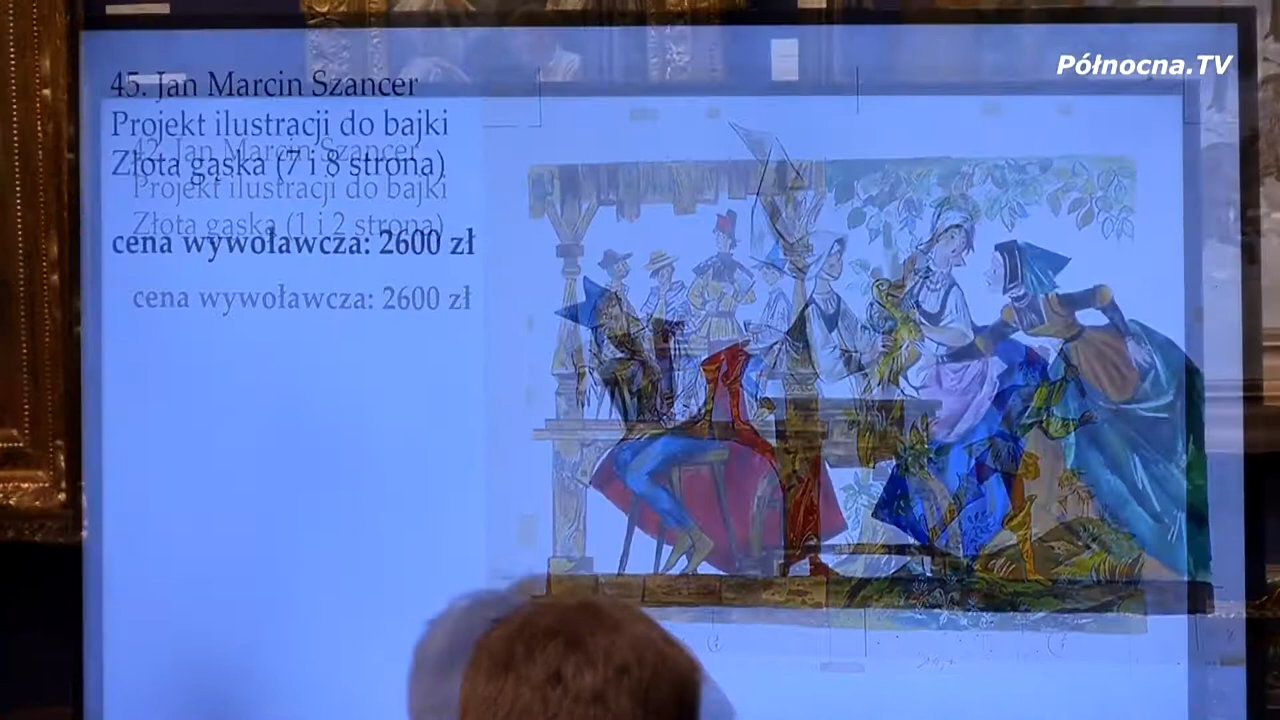 Północna.TV
45. Jan Marcin Szancer
Projekt ilustracji do bajki
Złota gąska (7 i 8 strona)
cena wywoławcza: 2600 zł
42. Jan Marcin Szancer
Projekt ilustracji do bajki
Złota gąska (1 i 2 strona)
cena wywoławcza: 2600 zł